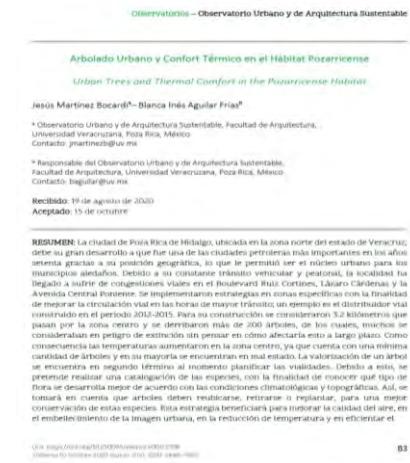 Observatorios – Observatorio Urbano y de Arquitectura Sustentable
Arbolado Urbano y Confort Térmico en el Hábitat Pozarricense
Urban Trees and Thermal Comfort in the Pozarricense Habitat
Jesús Martínez Bocardi – Blanca Inés Aguilar Frías
Observatorio Urbano y de Arquitectura Sustentable, Facultad de Arquitectura,
Universidad Veracruzana, Poza Rica, México
Contacto: jmartinezb@uv.mx
Responsable del Observatorio Urbano y de Arquitectura Sustentable,
Facultad de Arquitectura, Universidad Veracruzana, Poza Rica, México
Contacto: baguilar@uv.mx
Recibido: 19 de agosto de 2020
Aceptado: 15 de octubre
RESUMEN: La ciudad de Poza Rica de Hidalgo, ubicada en la zona norte del estado de Veracruz,
debe su gran desarrollo a que fue una de las ciudades petroleras más importantes en los años
setenta gracias a su posición geográfica, lo que le permitió ser el núcleo urbano para los
municipios aledaños. Debido a su constante tránsito vehicular y peatonal, la localidad ha
llegado a sufrir de congestiones viales en el Boulevard Ruiz Cortines, Lázaro Cárdenas y la
Avenida Central Poniente. Se implementaron estrategias en zonas específicas con la finalidad
de mejorar la circulación vial en las horas de mayor tránsito; un ejemplo es el distribuidor vial
construido en el periodo 2012-2015. Para su construcción se consideraron 3.2 kilómetros que
pasan por la zona centro y se derribaron más de 200 árboles, de los cuales, muchos se
consideraban en peligro de extinción sin pensar en cómo afectaría esto a largo plazo. Como
consecuencia las temperaturas aumentaron en la zona centro, ya que cuenta con una mínima
cantidad de árboles y en su mayoría se encuentran en mal estado. La valorización de un árbol
se encuentra en segundo término al momento planificar las vialidades. Debido a esto, se
pretende realizar una catalogación de las especies, con la finalidad de conocer qué tipo de
flora se desarrolla mejor de acuerdo con las condiciones climatológicas y topográficas. Así, se
tomará en cuenta que árboles deben reubicarse, retirarse o replantar, para una mejor
conservación de estas especies. Esta estrategia beneficiará para mejorar la calidad del aire, en
el embellecimiento de la imagen urbana, en la reducción de temperatura y en eficientar el
83